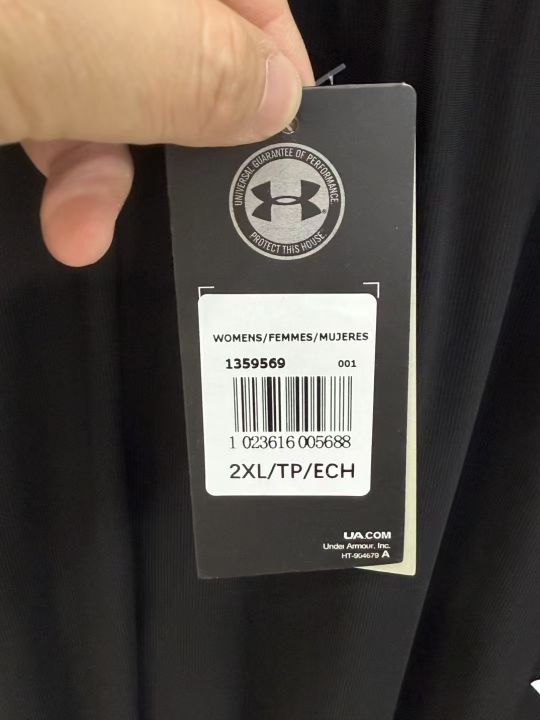 UNIVERSAL GUARANTEE OF PERFORMANCE
PROTECT THIS HOUSE.
WOMENS/FEMMES/MUJERES
1359569 001
1 023616 005688
2XL/TP/ECH
UA.COM
Under Armour, Inc.
HT-904679 A